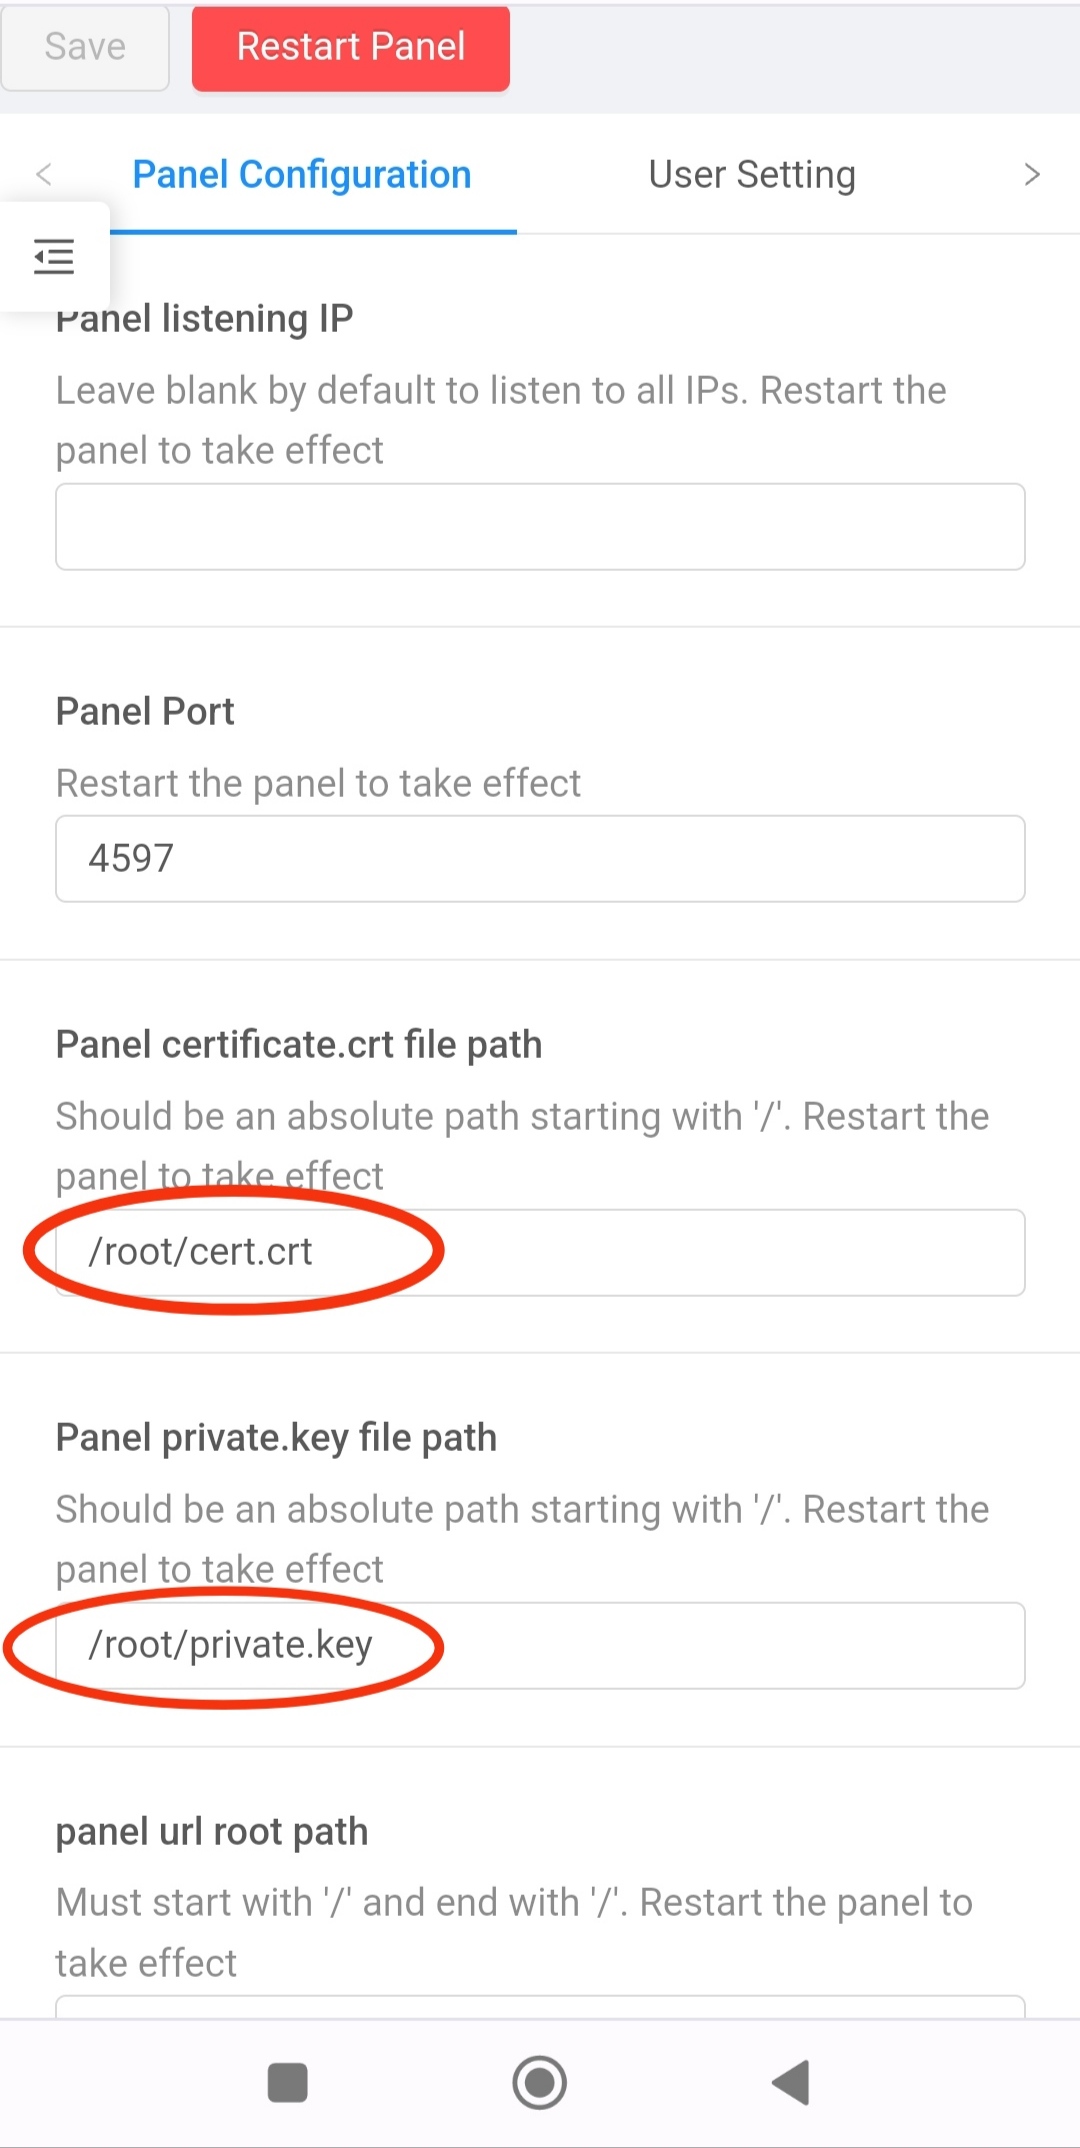 Save
Restart Panel
Panel Configuration
User Setting
Panel listening IP
Leave blank by default to listen to all IPs. Restart the
panel to take effect
Panel Port
Restart the panel to take effect
4597
Panel certificate.crt file path
Should be an absolute path starting with '/'. Restart the
panel to take effect
/root/cert.crt
Panel private.key file path
Should be an absolute path starting with '/'. Restart the
panel to take effect
/root/private.key
panel url root path
Must start with '/' and end with '/'. Restart the panel to
take effect